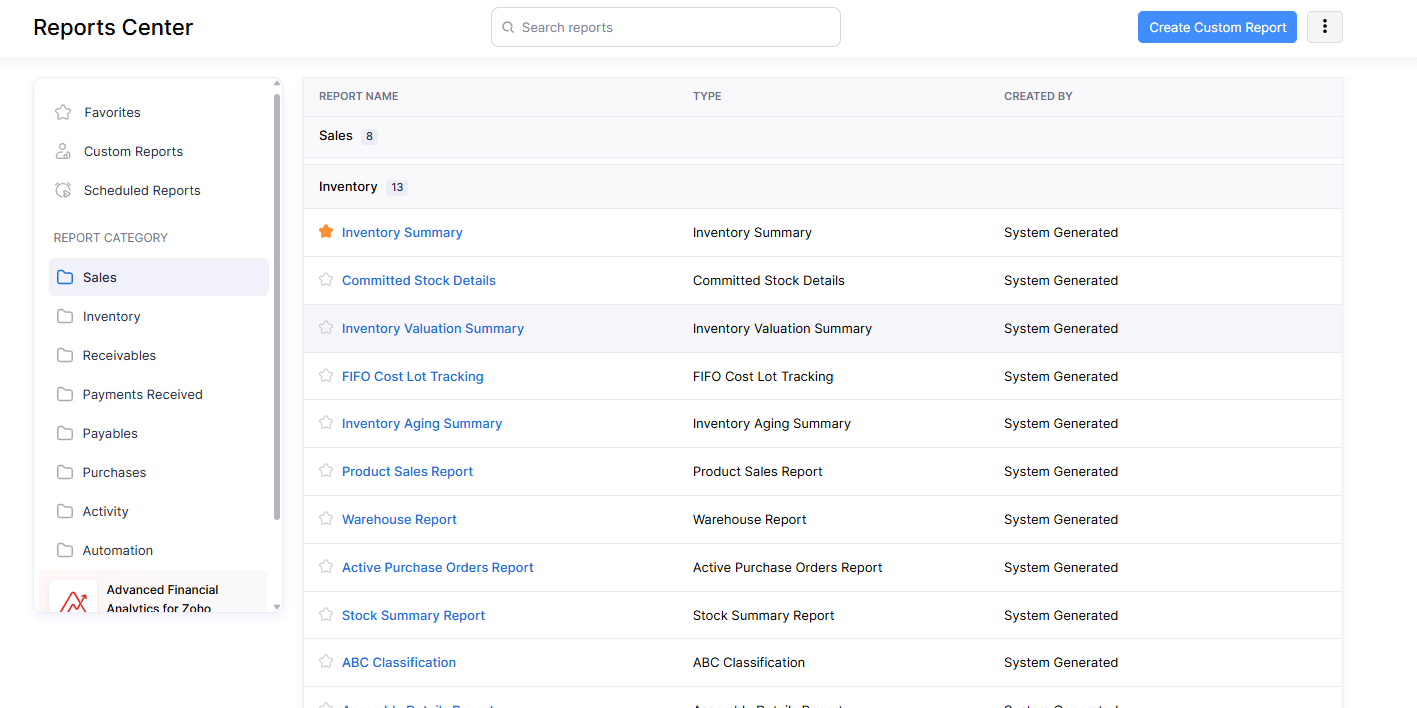 Reports Center
Search reports
Create Custom Report
Favorites
Custom Reports
Scheduled Reports
REPORT CATEGORY
Sales
Inventory
Receivables
Payments Received
Payables
Purchases
Activity
Automation
Advanced Financial
Analytics for Zoho
REPORT NAME TYPE CREATED BY
Sales 8
Inventory 13
Inventory Summary Inventory Summary System Generated
Committed Stock Details Committed Stock Details System Generated
Inventory Valuation Summary Inventory Valuation Summary System Generated
FIFO Cost Lot Tracking FIFO Cost Lot Tracking System Generated
Inventory Aging Summary Inventory Aging Summary System Generated
Product Sales Report Product Sales Report System Generated
Warehouse Report Warehouse Report System Generated
Active Purchase Orders Report Active Purchase Orders Report System Generated
Stock Summary Report Stock Summary Report System Generated
ABC Classification ABC Classification System Generated